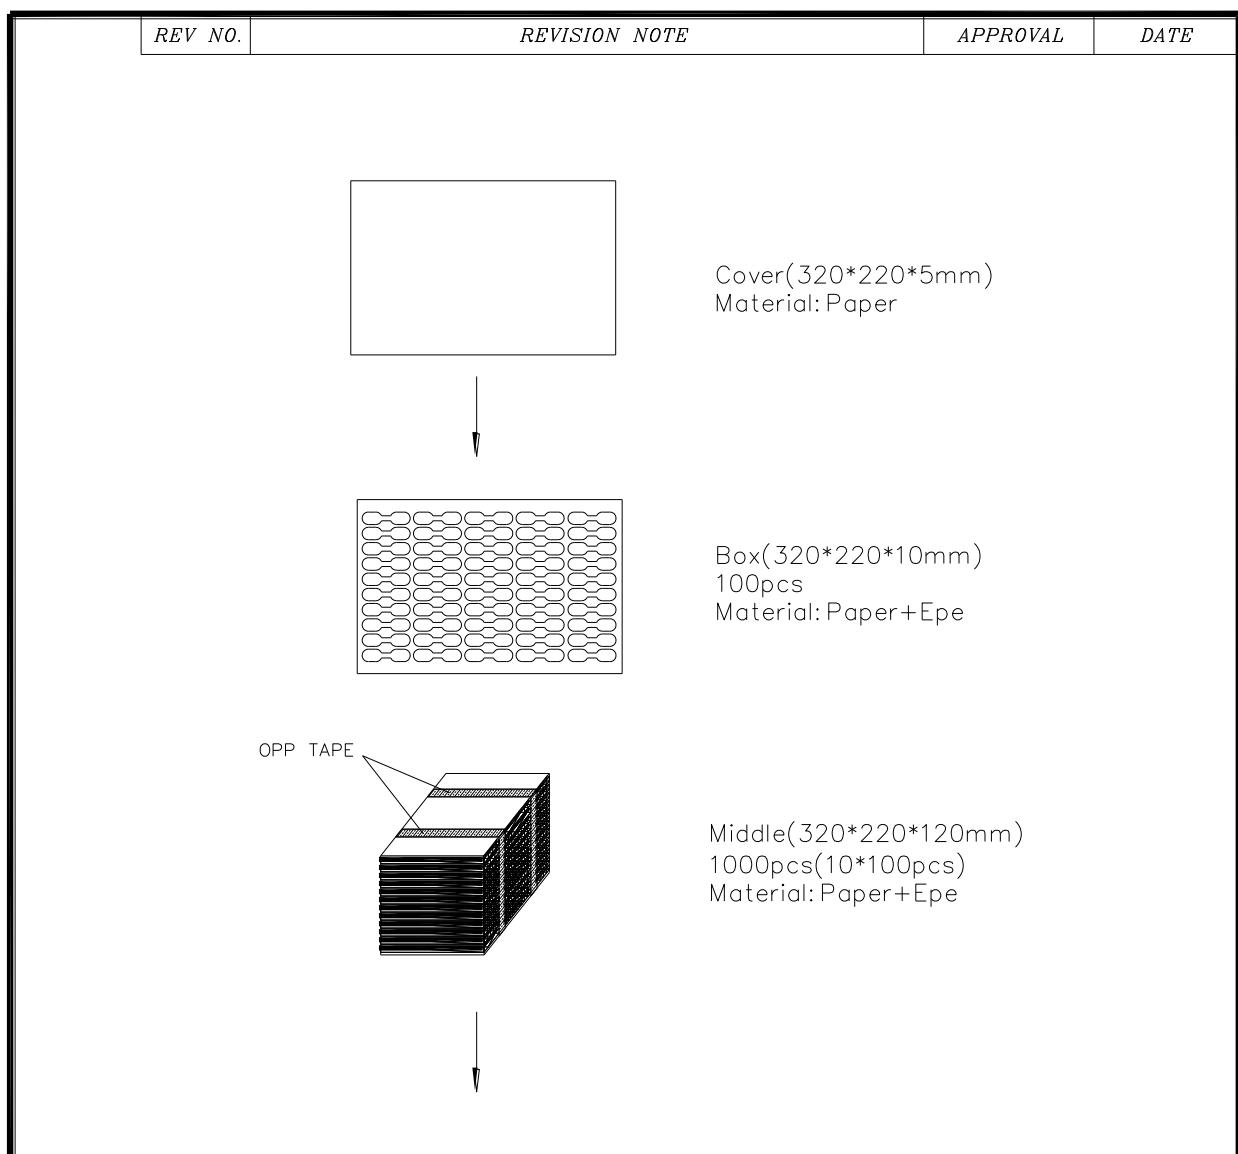 REV NO. REVISION NOTE APPROVAL DATE
Cover(320*220*5mm)
Material:Paper
Box(320*220*10mm)
100pcs
Material:Paper+Epe
OPP TAPE
Middle(320*220*120mm)
1000pcs(10*100pcs)
Material:Paper+Epe